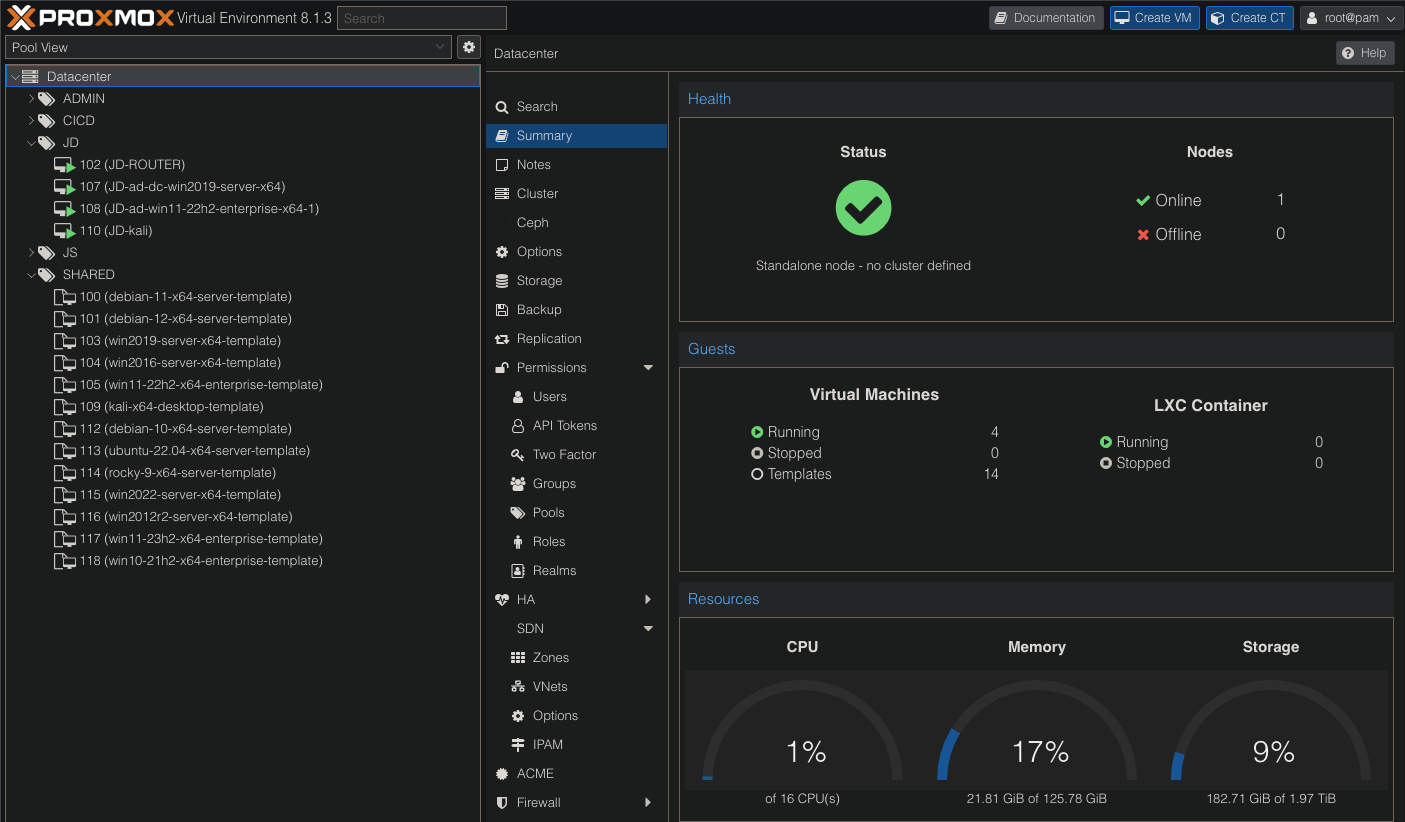 PROXMOX Virtual Environment 8.1.3 Search Documentation Create VM Create CT root@pam
Pool View
Datacenter
ADMIN
CICD
JD
102 (JD-ROUTER)
107 (JD-ad-dc-win2019-server-x64)
108 (JD-ad-win11-22h2-enterprise-x64-1)
110 (JD-kali)
JS
SHARED
100 (debian-11-x64-server-template)
101 (debian-12-x64-server-template)
103 (win2019-server-x64-template)
104 (win2016-server-x64-template)
105 (win11-22h2-x64-enterprise-template)
109 (kali-x64-desktop-template)
112 (debian-10-x64-server-template)
113 (ubuntu-22.04-x64-server-template)
114 (rocky-9-x64-server-template)
115 (win2022-server-x64-template)
116 (win2012r2-server-x64-template)
117 (win11-23h2-x64-enterprise-template)
118 (win10-21h2-x64-enterprise-template)
Datacenter Help
Search
Summary
Notes
Cluster
Ceph
Options
Storage
Backup
Replication
Permissions
Users
API Tokens
Two Factor
Groups
Pools
Roles
Realms
HA
SDN
Zones
VNets
Options
IPAM
ACME
Firewall
Health
Status
Standalone node - no cluster defined
Nodes
Online 1
Offline 0
Guests
Virtual Machines
Running 4
Stopped 0
Templates 14
LXC Container
Running 0
Stopped 0
Resources
CPU
1%
of 16 CPU(s)
Memory
17%
21.81 GiB of 125.78 GiB
Storage
9%
182.71 GiB of 1.97 TiB